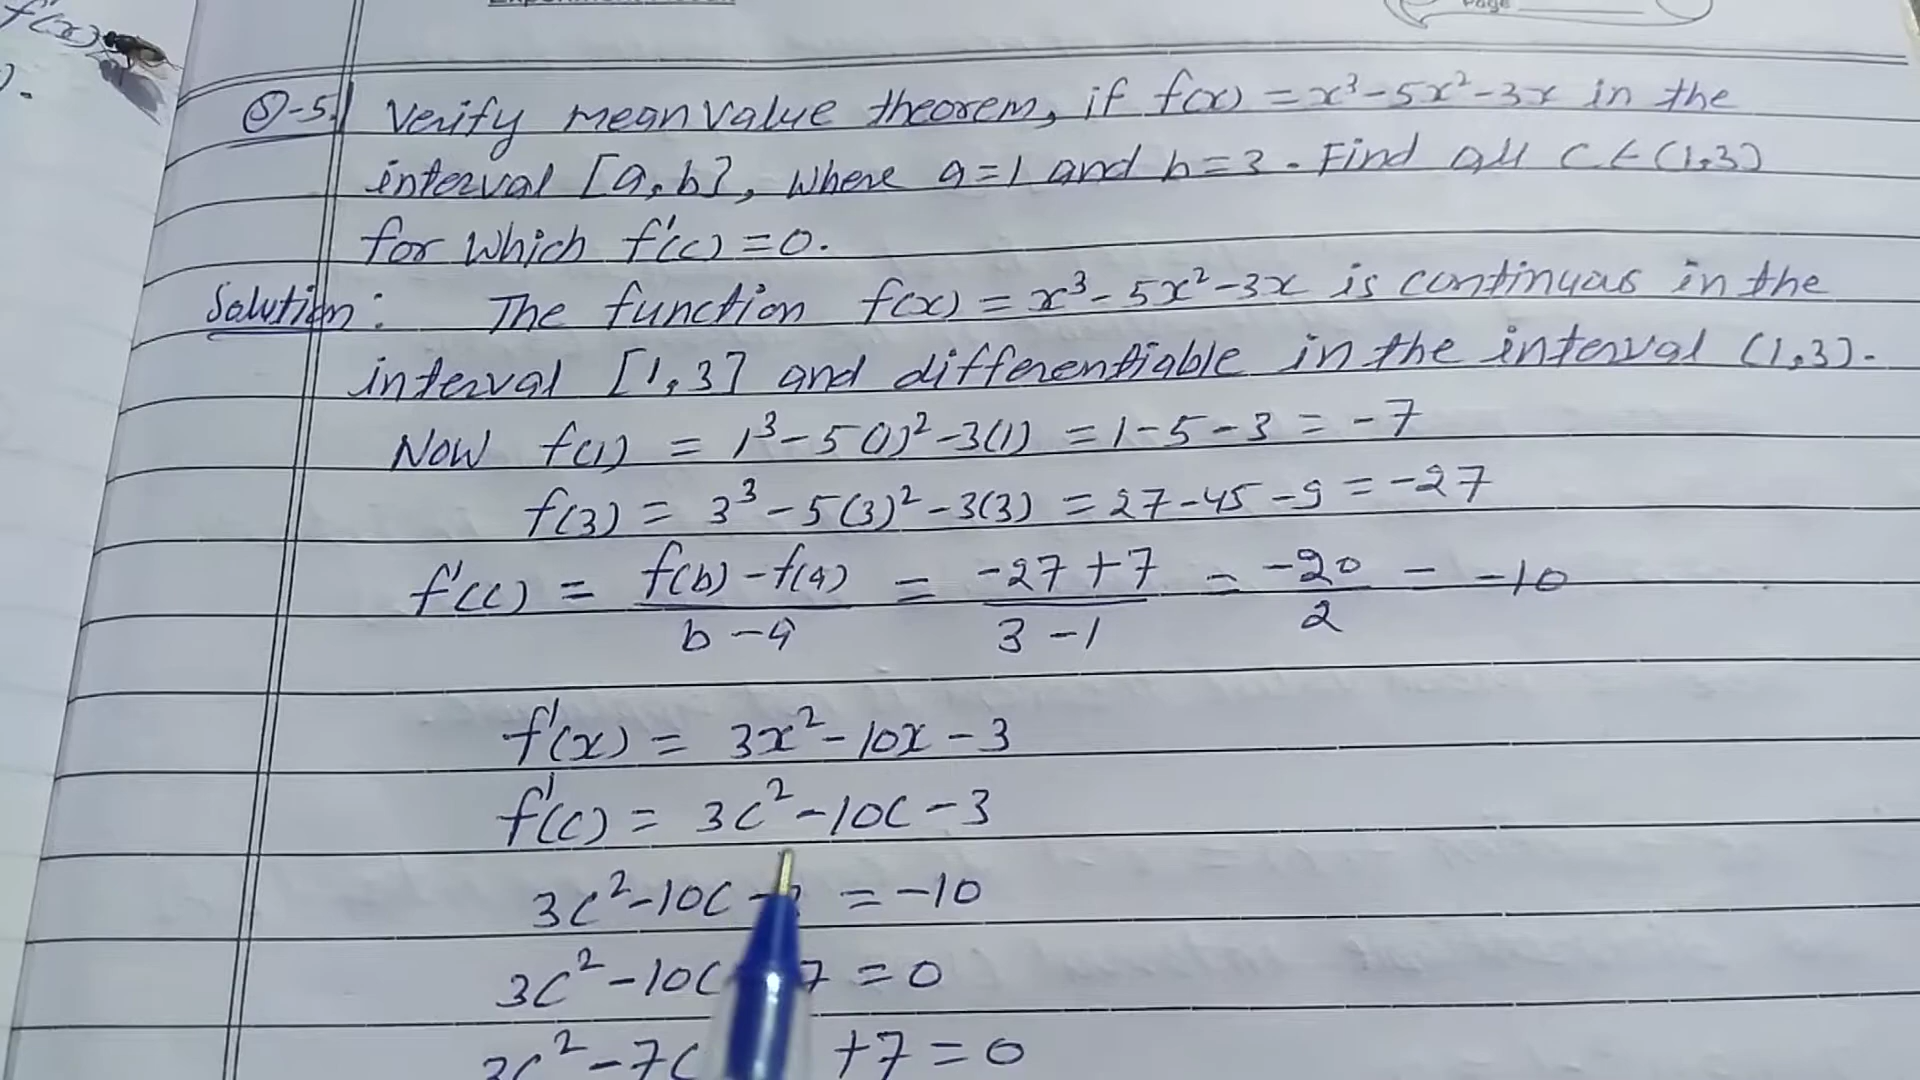 f'(x)
Page
Q-5 Verify mean value theorem, if f(x) = x³-5x²-3x in the
interval [a,b], where a=1 and b=3. Find all c ∈ (1,3)
for which f'(c) = 0.
Solution: The function f(x) = x³-5x²-3x is continuous in the
interval [1,3] and differentiable in the interval (1,3).
Now f(1) = 1³-5(1)²-3(1) = 1-5-3 = -7
f(3) = 3³-5(3)²-3(3) = 27-45-9 = -27
f'(c) = f(b)-f(a) / b-a = -27+7 / 3-1 = -20 / 2 = -10
f'(x) = 3x²-10x-3
f'(c) = 3c²-10c-3
3c²-10c- = -10
3c²-10c 7 = 0
3c²-7c +7 = 0